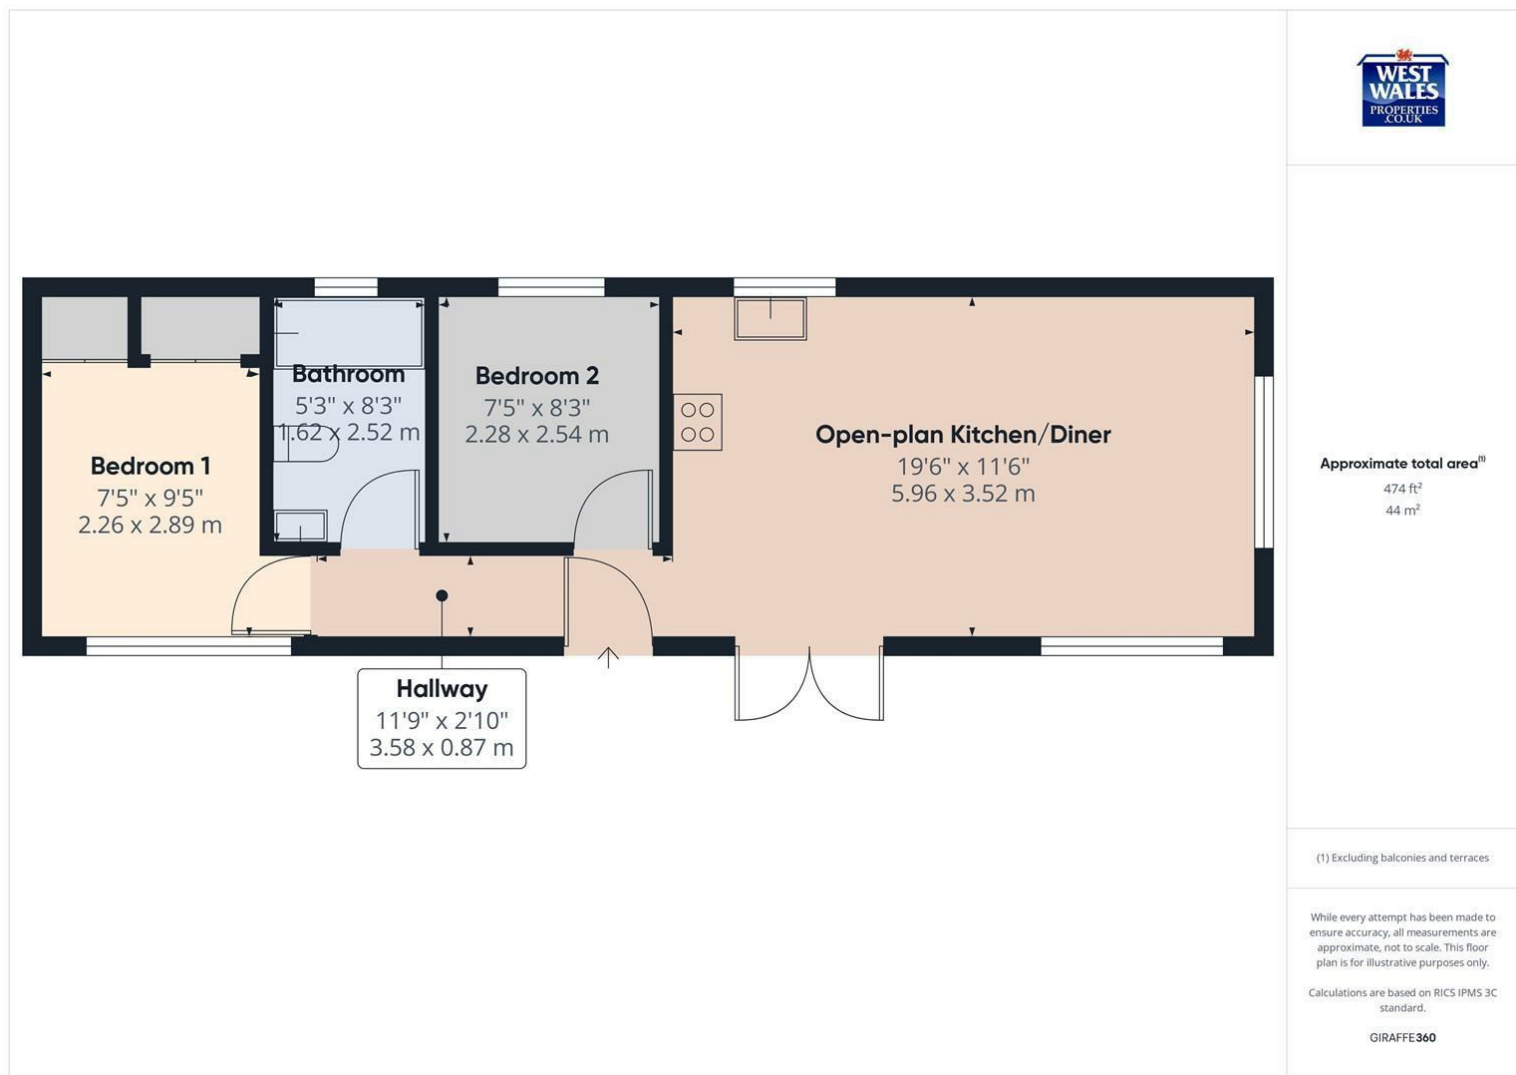 WEST
WALES
PROPERTIES
.CO.UK
Bathroom
5'3" x 8'3"
1.62 x 2.52 m
Bedroom 2
7'5" x 8'3"
2.28 x 2.54 m
Open-plan Kitchen/Diner
19'6" x 11'6"
5.96 x 3.52 m
Bedroom 1
7'5" x 9'5"
2.26 x 2.89 m
Hallway
11'9" x 2'10"
3.58 x 0.87 m
Approximate total area(1)
474 ft²
44 m²
(1) Excluding balconies and terraces
While every attempt has been made to
ensure accuracy, all measurements are
approximate, not to scale. This floor
plan is for illustrative purposes only.
Calculations are based on RICS IPMS 3C
standard.
GIRAFFE360